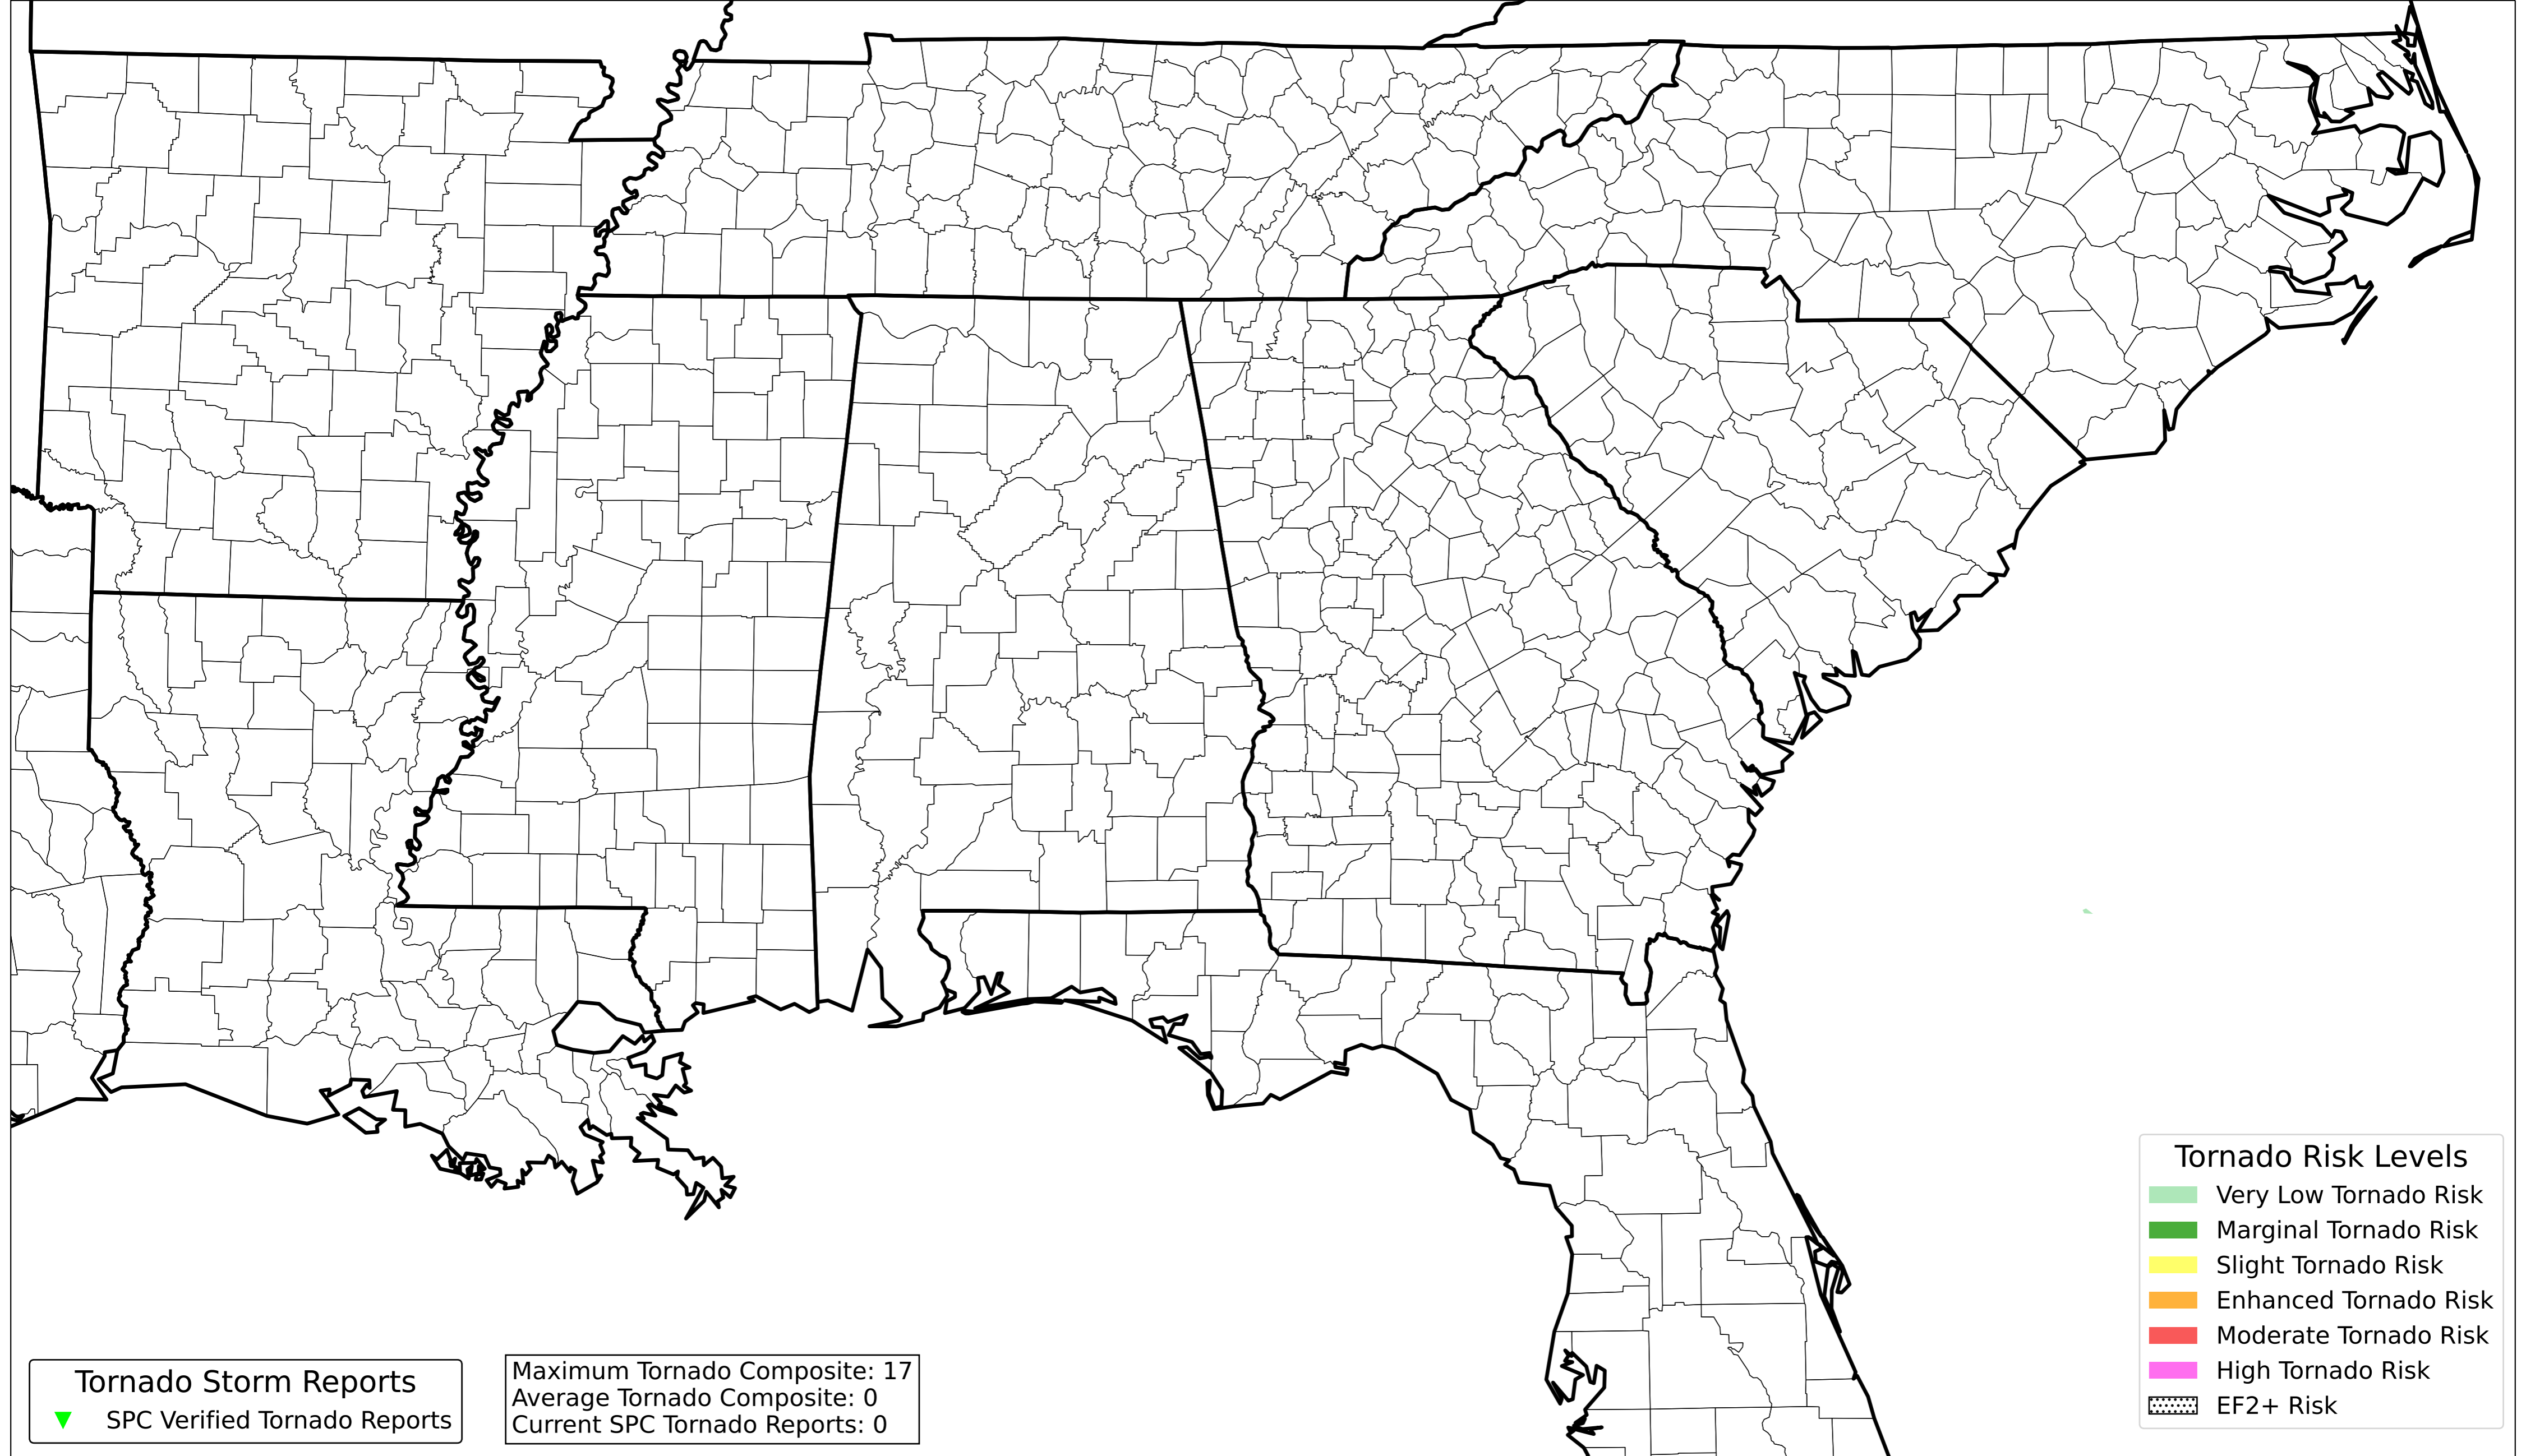 Tornado Risk Levels
Very Low Tornado Risk
Marginal Tornado Risk
Slight Tornado Risk
Enhanced Tornado Risk
Moderate Tornado Risk
High Tornado Risk
EF2+ Risk
Tornado Storm Reports
SPC Verified Tornado Reports
Maximum Tornado Composite: 17
Average Tornado Composite: 0
Current SPC Tornado Reports: 0